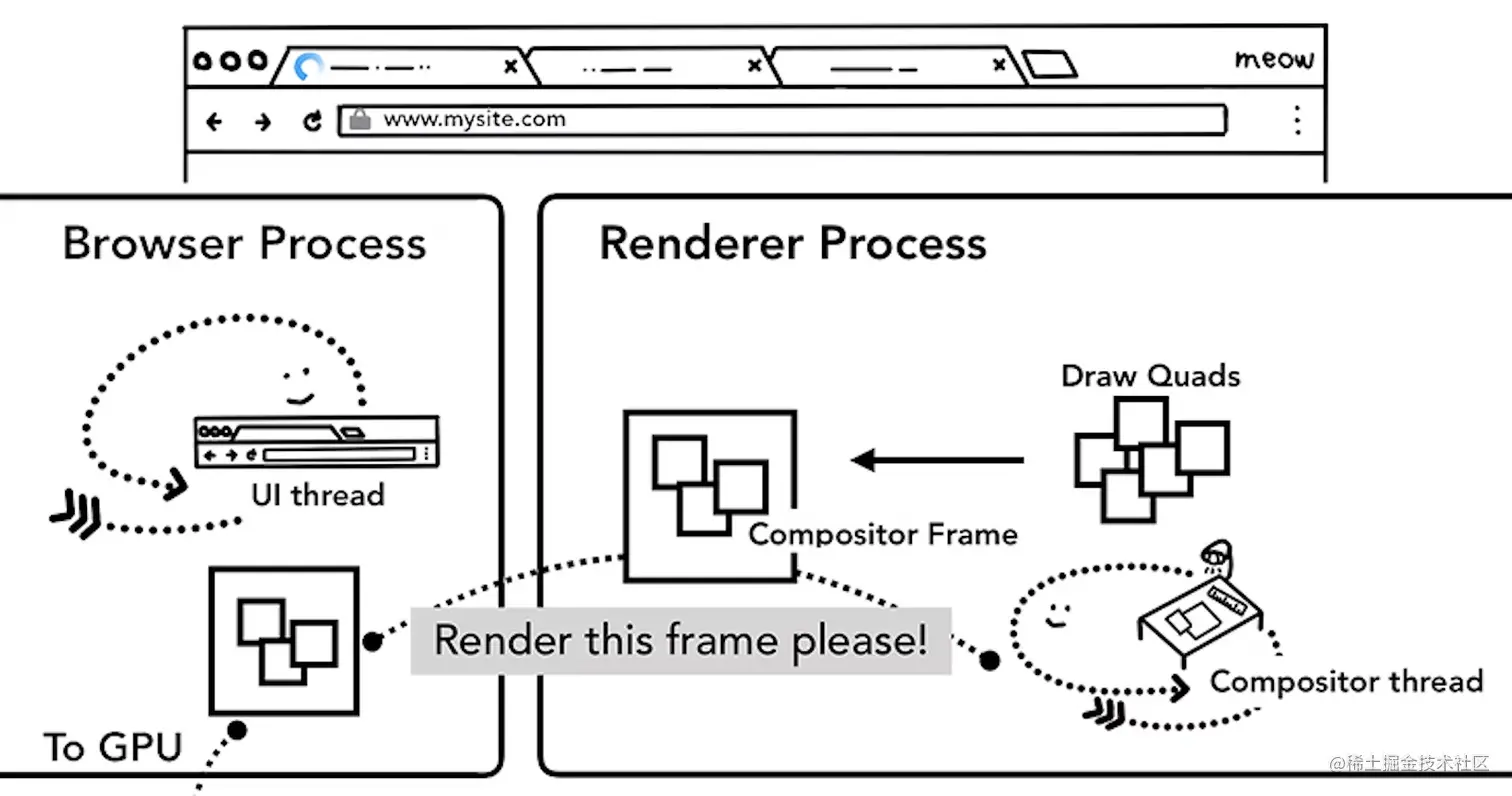 meow
www.mysite.com
Browser Process
Renderer Process
Draw Quads
UI thread
Compositor Frame
Render this frame please!
Compositor thread
To GPU
@稀土掘金技术社区